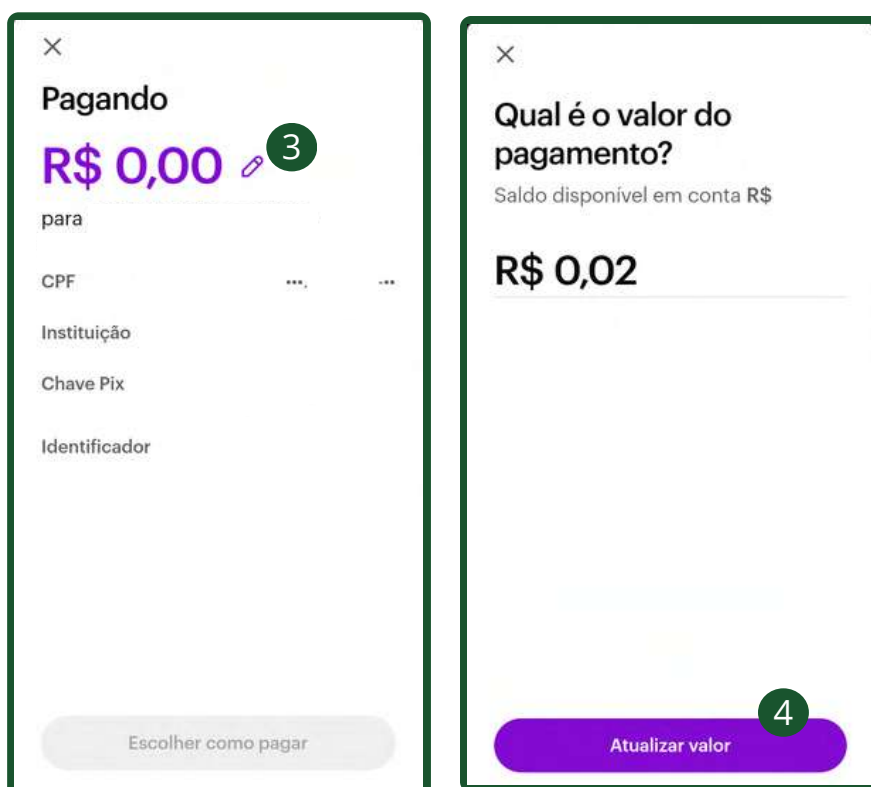 Pagando
R$ 0,00
3
para
CPF •••. -••
Instituição
Chave Pix
Identificador
Escolher como pagar
Qual é o valor do
pagamento?
Saldo disponível em conta R$
R$ 0,02
4
Atualizar valor